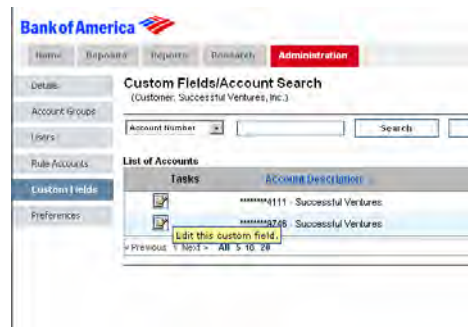 Bank of America
Home Deposits Reports Research Administration
Details
Account Groups
Users
Rule Accounts
Custom Fields
Preferences
Custom Fields/Account Search
(Customer: Successful Ventures, Inc.)
Account Number Search
List of Accounts
Tasks Account Description
********4111 - Successful Ventures
********9746 - Successful Ventures
Edit this custom field.
< Previous Next > All 5 10 20